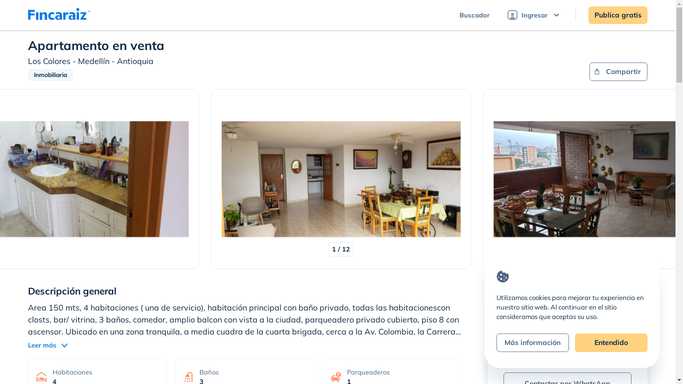 Fincaraiz
Buscador
Ingresar
Publica gratis
Apartamento en venta
Los Colores - Medellín - Antioquia
Inmobiliaria
Compartir
1 / 12
Descripción general
Area 150 mts, 4 habitaciones ( una de servicio), habitación principal con baño privado, todas las habitacionescon
closts, bar/ vitrina, 3 baños, comedor, amplio balcon con vista a la ciudad, parqueadero privado cubierto, piso 8 con
ascensor. Ubicado en una zona tranquila, a media cuadra de la cuarta brigada, cerca a la Av. Colombia, la Carrera...
Leer más
Habitaciones
4
Baños
3
Parqueaderos
1
Utilizamos cookies para mejorar tu experiencia en
nuestro sitio web. Al continuar en el sitio
consideramos que aceptas su uso.
Más información
Entendido
Contactar por WhatsApp